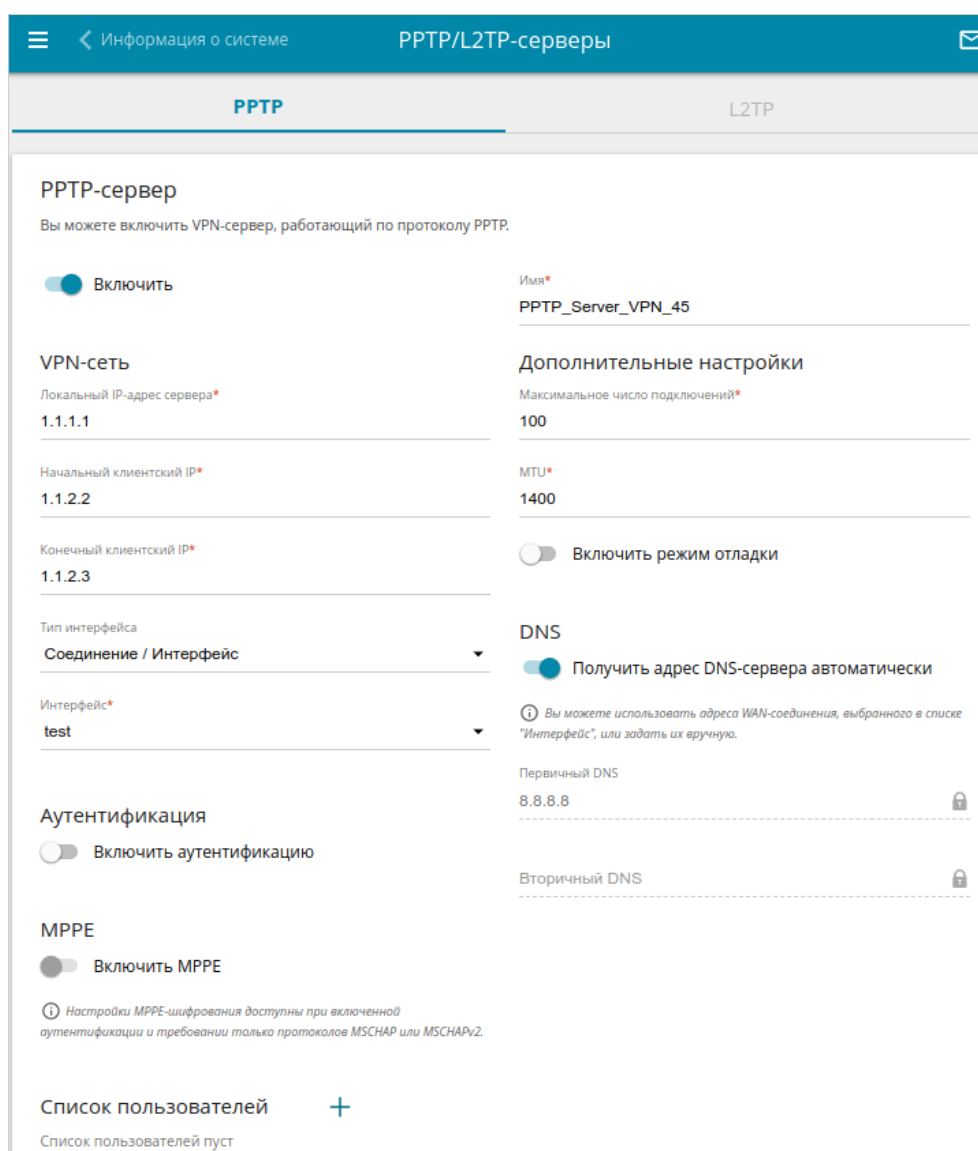 Информация о системе
PPTP/L2TP-серверы
PPTP
L2TP
PPTP-сервер
Вы можете включить VPN-сервер, работающий по протоколу PPTP.
Включить
Имя*
PPTP_Server_VPN_45
VPN-сеть
Локальный IP-адрес сервера*
1.1.1.1
Начальный клиентский IP*
1.1.2.2
Конечный клиентский IP*
1.1.2.3
Тип интерфейса
Соединение / Интерфейс
Интерфейс*
test
Дополнительные настройки
Максимальное число подключений*
100
MTU*
1400
Включить режим отладки
DNS
Получить адрес DNS-сервера автоматически
Вы можете использовать адреса WAN-соединения, выбранного в списке
"Интерфейс", или задать их вручную.
Первичный DNS
8.8.8.8
Вторичный DNS
Аутентификация
Включить аутентификацию
MPPE
Включить MPPE
Настройки MPPE-шифрования доступны при включенной
аутентификации и требовании только протоколов MSCHAP или MSCHAPv2.
Список пользователей
Список пользователей пуст